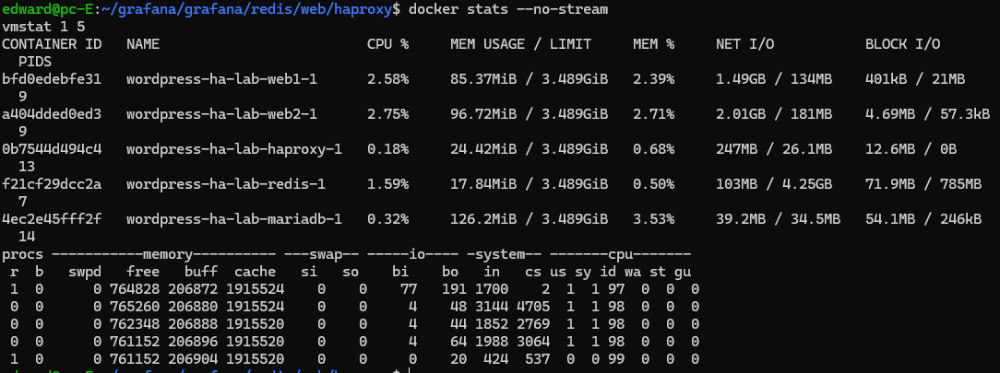 edward@pc-E:~/grafana/grafana/redis/web/haproxy$ docker stats --no-stream
vmstat 1 5
CONTAINER ID   NAME                         CPU %     MEM USAGE / LIMIT     MEM %     NET I/O           BLOCK I/O
  PIDS
bfd0edebfe31   wordpress-ha-lab-web1-1      2.58%     85.37MiB / 3.489GiB   2.39%     1.49GB / 134MB    401kB / 21MB
  9
a404dded0ed3   wordpress-ha-lab-web2-1      2.75%     96.72MiB / 3.489GiB   2.71%     2.01GB / 181MB    4.69MB / 57.3kB
  9
0b7544d494c4   wordpress-ha-lab-haproxy-1   0.18%     24.42MiB / 3.489GiB   0.68%     247MB / 26.1MB    12.6MB / 0B
  13
f21cf29dcc2a   wordpress-ha-lab-redis-1     1.59%     17.84MiB / 3.489GiB   0.50%     103MB / 4.25GB    71.9MB / 785MB
  7
4ec2e45fff2f   wordpress-ha-lab-mariadb-1   0.32%     126.2MiB / 3.489GiB   3.53%     39.2MB / 34.5MB   54.1MB / 246kB
  14
procs -----------memory---------- ---swap-- -----io---- -system-- -------cpu-------
 r  b   swpd   free   buff  cache   si   so    bi    bo   in   cs us sy id wa st gu
 1  0      0 764828 206872 1915524    0    0    77   191 1700    2  1  1 97  0  0  0
 0  0      0 765260 206880 1915524    0    0     4    48 3144 4705  1  1 98  0  0  0
 0  0      0 762348 206888 1915520    0    0     4    44 1852 2769  1  1 98  0  0  0
 0  0      0 761152 206896 1915520    0    0     4    64 1988 3064  1  1 98  0  0  0
 1  0      0 761152 206904 1915520    0    0     0    20  424  537  0  0 99  0  0  0